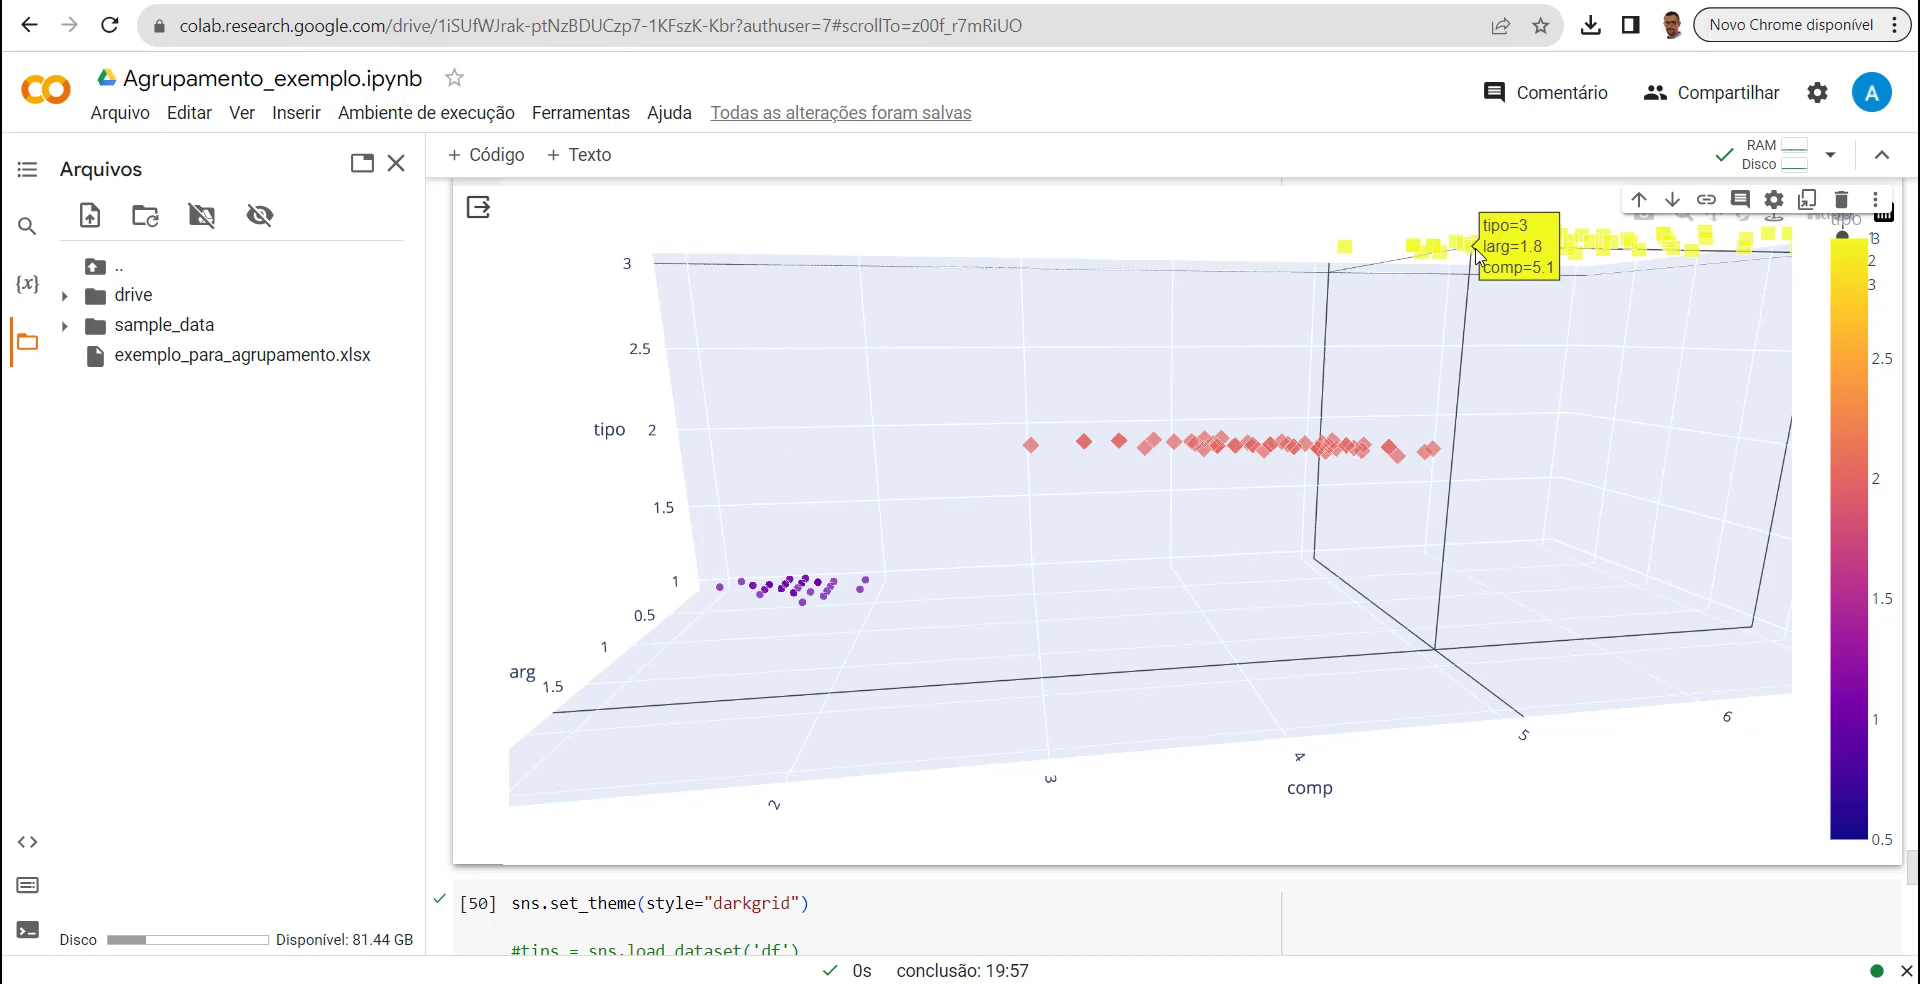 colab.research.google.com/drive/1iSUfWJrak-ptNzBDUCzp7-1KFszK-Kbr?authuser=7#scrollTo=z00f_r7mRiUO
Novo Chrome disponível
Agrupamento_exemplo.ipynb
Arquivo Editar Ver Inserir Ambiente de execução Ferramentas Ajuda Todas as alterações foram salvas
Comentário
Compartilhar
A
Arquivos
+ Código + Texto
RAM
Disco
{x}
..
drive
sample_data
exemplo_para_agrupamento.xlsx
tipo=3
larg=1.8
comp=5.1
tipo
1
3
2
3
2.5
2
1.5
1
0.5
3
2.5
tipo 2
1.5
1
0.5
1
arg 1.5
2
3
4
5
6
comp
[50] sns.set_theme(style="darkgrid")
#tips = sns.load_dataset('df')
Disco Disponível: 81.44 GB
0s conclusão: 19:57